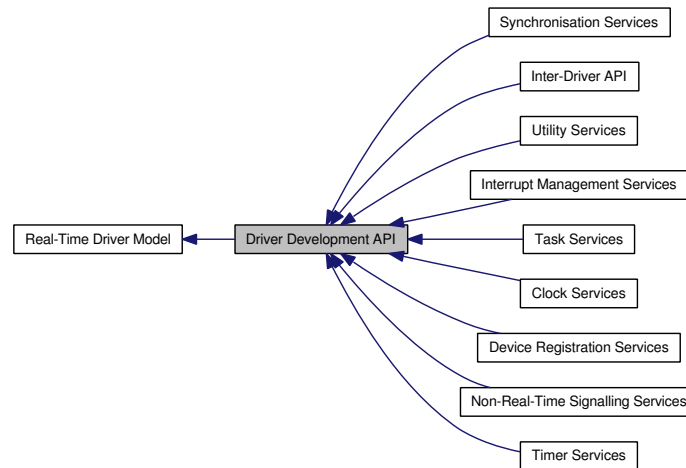 Synchronisation Services
Inter-Driver API
Utility Services
Interrupt Management Services
Real-Time Driver Model
Driver Development API
Task Services
Clock Services
Device Registration Services
Non-Real-Time Signalling Services
Timer Services